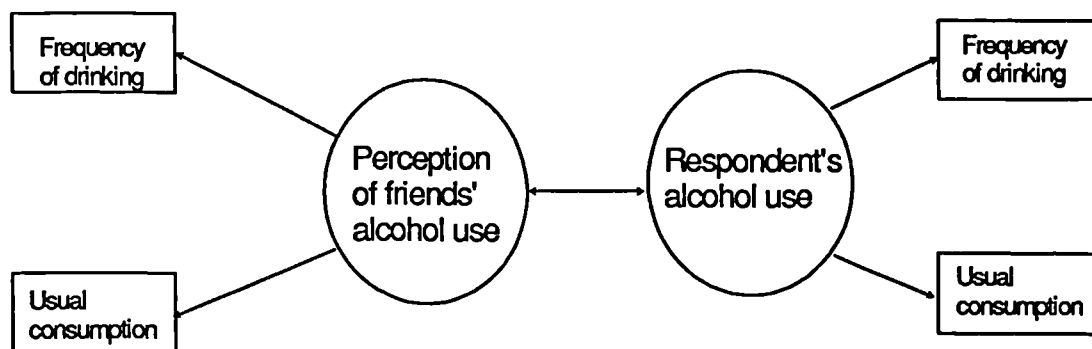 Frequency
of drinking
Perception
of friends'
alcohol use
Usual
consumption
Respondent's
alcohol use
Frequency
of drinking
Usual
consumption